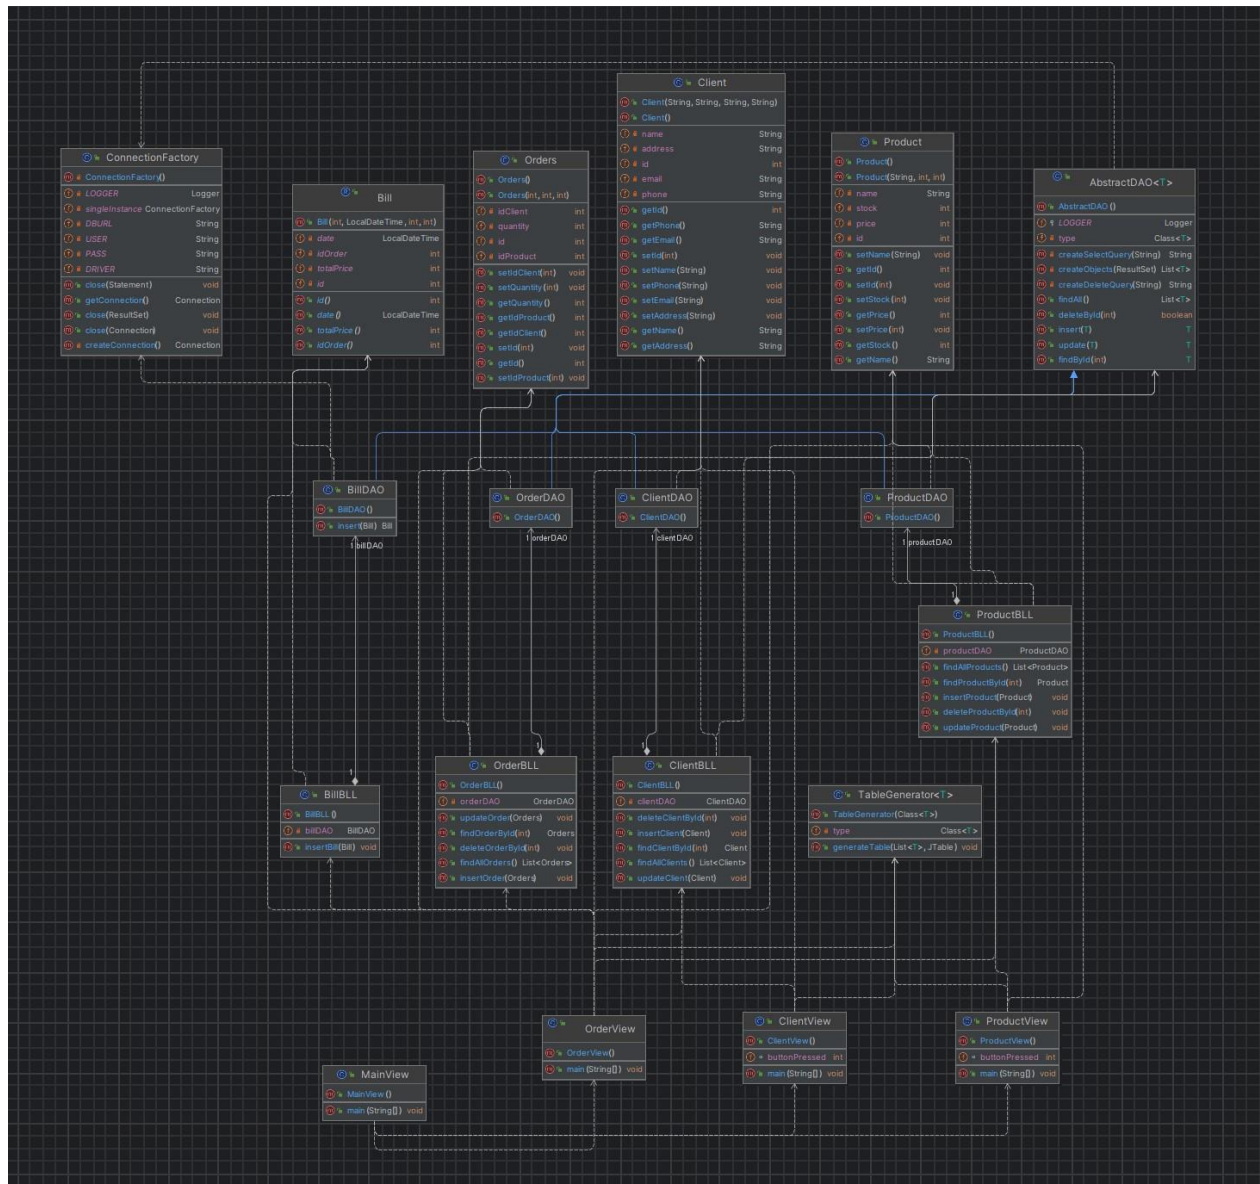 Client
Client(String, String, String, String)
Client()
name String
address String
id int
email String
phone String
getId() int
getPhone() String
getEmail() String
setId(int) void
setName(String) void
setPhone(String) void
setEmail(String) void
setAddress(String) void
getName() String
getAddress() String
ConnectionFactory
ConnectionFactory()
LOGGER Logger
singleInstance ConnectionFactory
DBURL String
USER String
PASS String
DRIVER String
close(Statement) void
getConnection() Connection
close(ResultSet) void
close(Connection) void
createConnection() Connection
Bill
Bill(int, LocalDateTime, int, int)
date LocalDateTime
idOrder int
totalPrice int
id int
id() int
date() LocalDateTime
totalPrice() int
idOrder() int
Orders
Orders()
Orders(int, int, int)
idClient int
quantity int
id int
idProduct int
setIdClient(int) void
setQuantity(int) void
getQuantity() int
getIdProduct() int
getIdClient() int
setId(int) void
getId() int
setIdProduct(int) void
Product
Product()
Product(String, int, int)
name String
stock int
price int
id int
setName(String) void
getId() int
setId(int) void
setStock(int) void
getPrice() int
setPrice(int) void
getStock() int
getName() String
AbstractDAO<T>
AbstractDAO()
LOGGER Logger
type Class<T>
createSelectQuery(String) String
createObjects(ResultSet) List<T>
createDeleteQuery(String) String
findAll() List<T>
deleteById(int) boolean
insert(T) T
update(T) T
findById(int) T
BillDAO
BillDAO()
insert(Bill) Bill
1 billDAO
OrderDAO
OrderDAO()
1 orderDAO
ClientDAO
ClientDAO()
1 clientDAO
ProductDAO
ProductDAO()
1 productDAO
1
ProductBLL
ProductBLL()
productDAO ProductDAO
findAllProducts() List<Product>
findProductById(int) Product
insertProduct(Product) void
deleteProductById(int) void
updateProduct(Product) void
1
BillBLL
BillBLL()
billDAO BillDAO
insertBill(Bill) void
1
OrderBLL
OrderBLL()
orderDAO OrderDAO
updateOrder(Orders) void
findOrderById(int) Orders
deleteOrderById(int) void
findAllOrders() List<Orders>
insertOrder(Orders) void
1
ClientBLL
ClientBLL()
clientDAO ClientDAO
deleteClientById(int) void
insertClient(Client) void
findClientById(int) Client
findAllClients() List<Client>
updateClient(Client) void
TableGenerator<T>
TableGenerator(Class<T>)
type Class<T>
generateTable(List<T>, JTable) void
OrderView
OrderView()
main(String[]) void
ClientView
ClientView()
buttonPressed int
main(String[]) void
ProductView
ProductView()
buttonPressed int
main(String[]) void
MainView
MainView()
main(String[]) void